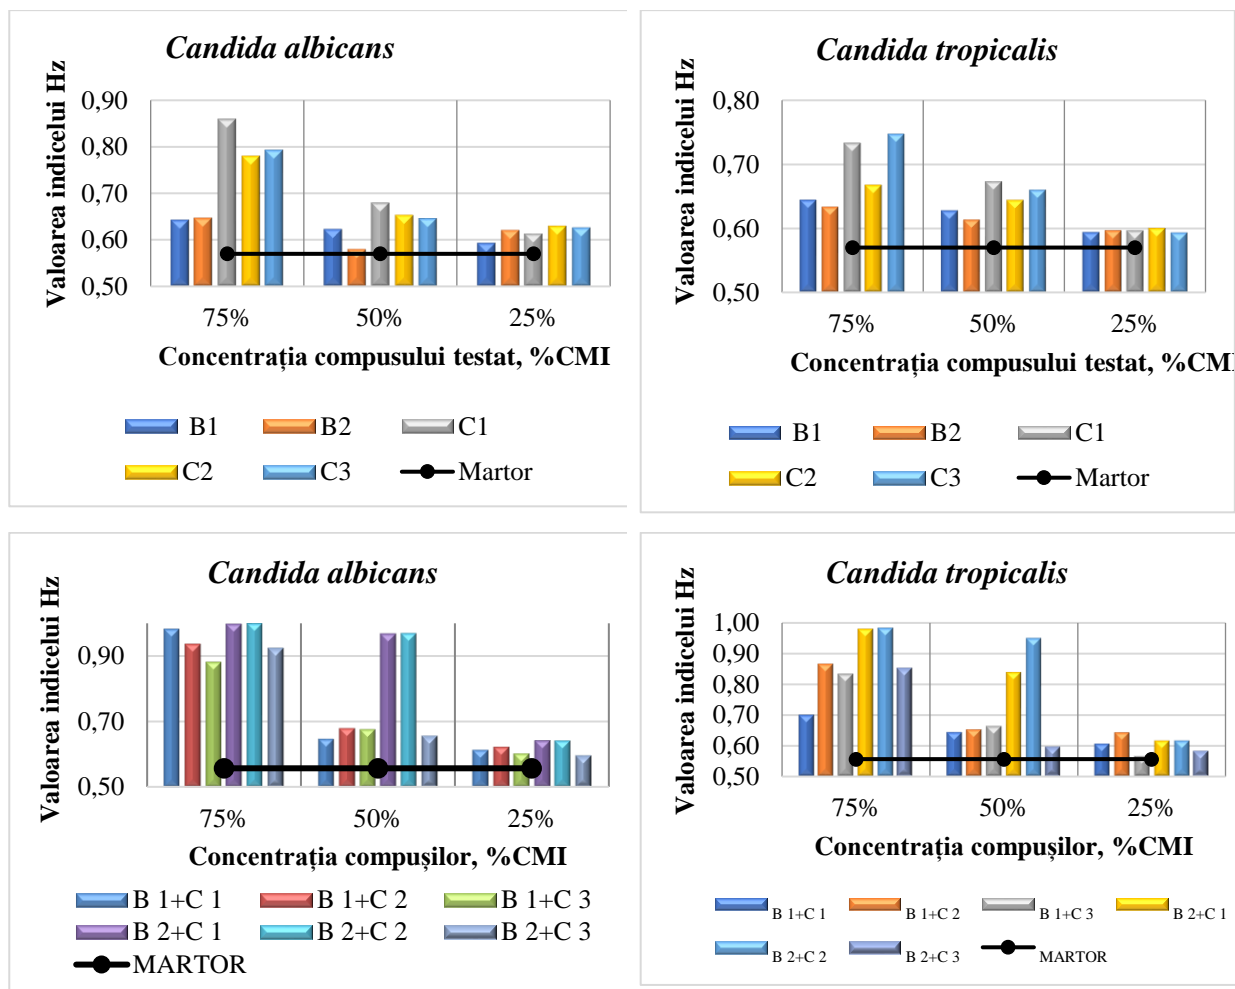 Candida albicans
Valoarea indicelui Hz
0,90
0,80
0,70
0,60
0,50
75%
50%
25%
Concentrația compusului testat, %CMI
B1
B2
C1
C2
C3
Martor
Candida tropicalis
Valoarea indicelui Hz
0,80
0,70
0,60
0,50
75%
50%
25%
Concentrația compusului testat, %CMI
B1
B2
C1
C2
C3
Martor
Candida albicans
Valoarea indicelui Hz
0,90
0,70
0,50
75%
50%
25%
Concentrația compușilor, %CMI
B 1+C 1
B 1+C 2
B 1+C 3
B 2+C 1
B 2+C 2
B 2+C 3
MARTOR
Candida tropicalis
Valoarea indicelui Hz
1,00
0,90
0,80
0,70
0,60
0,50
75%
50%
25%
Concentrația compușilor, %CMI
B 1+C 1
B 1+C 2
B 1+C 3
B 2+C 1
B 2+C 2
B 2+C 3
MARTOR